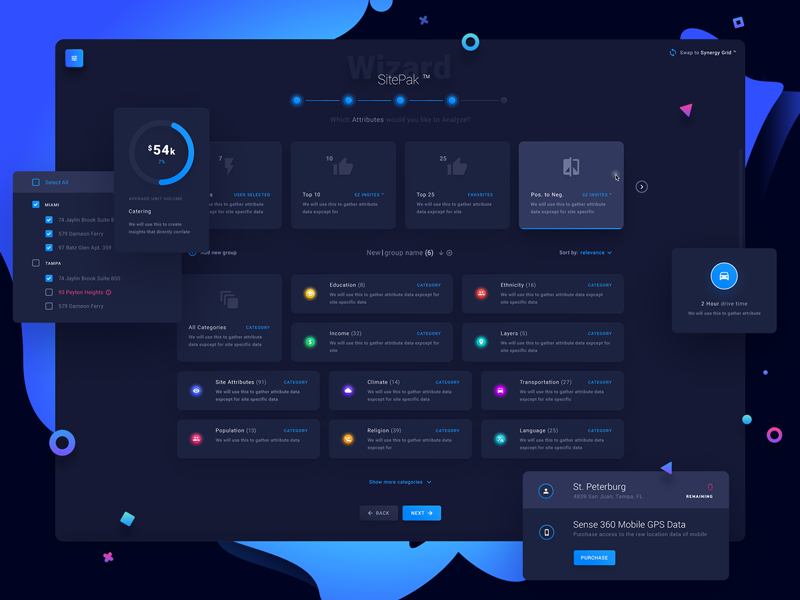 Wizard
SitePak ™
Swap to Synergy Grid ™
Which Attributes would you like to Analyze?
$54k
7%
AVERAGE UNIT VOLUME
Catering
We will use this to create
insights that directly corrlate
Select All
MIAMI
74 Jaylin Brook Suite 8
579 Dameon Ferry
97 Batz Glen Apt. 359
TAMPA
74 Jaylin Brook Suite 850
93 Peyton Heights
579 Dameon Ferry
7
USER SELECTED
We will use this to gather attribute
data expcept for site specific data
10
Top 10
EZ INVITES ™
We will use this to gather attribute
data expcept for site
25
Top 25
FAVORITES
We will use this to gather attribute
data expcept for site specific data
Pos. to Neg.
EZ INVITES ™
We will use this to gather attribute
data expcept for site specific
Add new group
New| group name (6)
Sort by: relevance
All Categories
CATEGORY
We will use this to gather attribute
data expcept for site specific data
Education (8)
CATEGORY
We will use this to gather attribute data expcept for
site specific data
Ethnicity (16)
CATEGORY
We will use this to gather attribute data
expcept for site specific data
Income (32)
CATEGORY
We will use this to gather attribute data expcept for
site
Layers (5)
CATEGORY
We will use this to gather attribute data
expcept for site specific data
Site Attributes (91)
CATEGORY
We will use this to gather attribute data
expcept for site specific data
Climate (14)
CATEGORY
We will use this to gather attribute data
expcept for site specific data
Transportation (27)
CATEGORY
We will use this to gather attribute data
expcept for site specific data
Population (13)
CATEGORY
We will use this to gather attribute data
Religion (39)
CATEGORY
We will use this to gather attribute data
expcept for
Language (25)
CATEGORY
We will use this to gather attribute data
expcept for site specific data
Show more categories
BACK
NEXT
2 Hour drive time
We will use this to gather attribute
St. Peterburg
4839 San Juan, Tampa, FL
0
REMAINING
Sense 360 Mobile GPS Data
Purchase access to the raw location data of mobile
PURCHASE